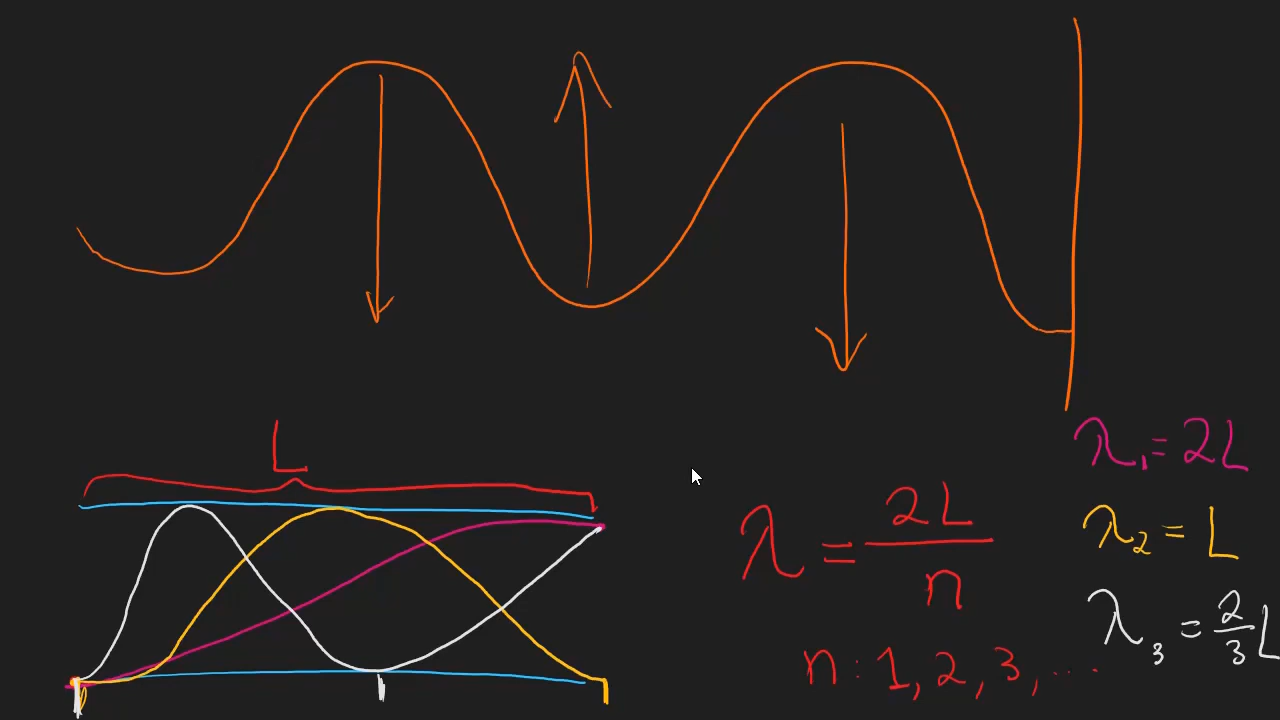 L
λ = 2L/n
n: 1, 2, 3, ...
λ₁ = 2L
λ₂ = L
λ₃ = 2/3 L